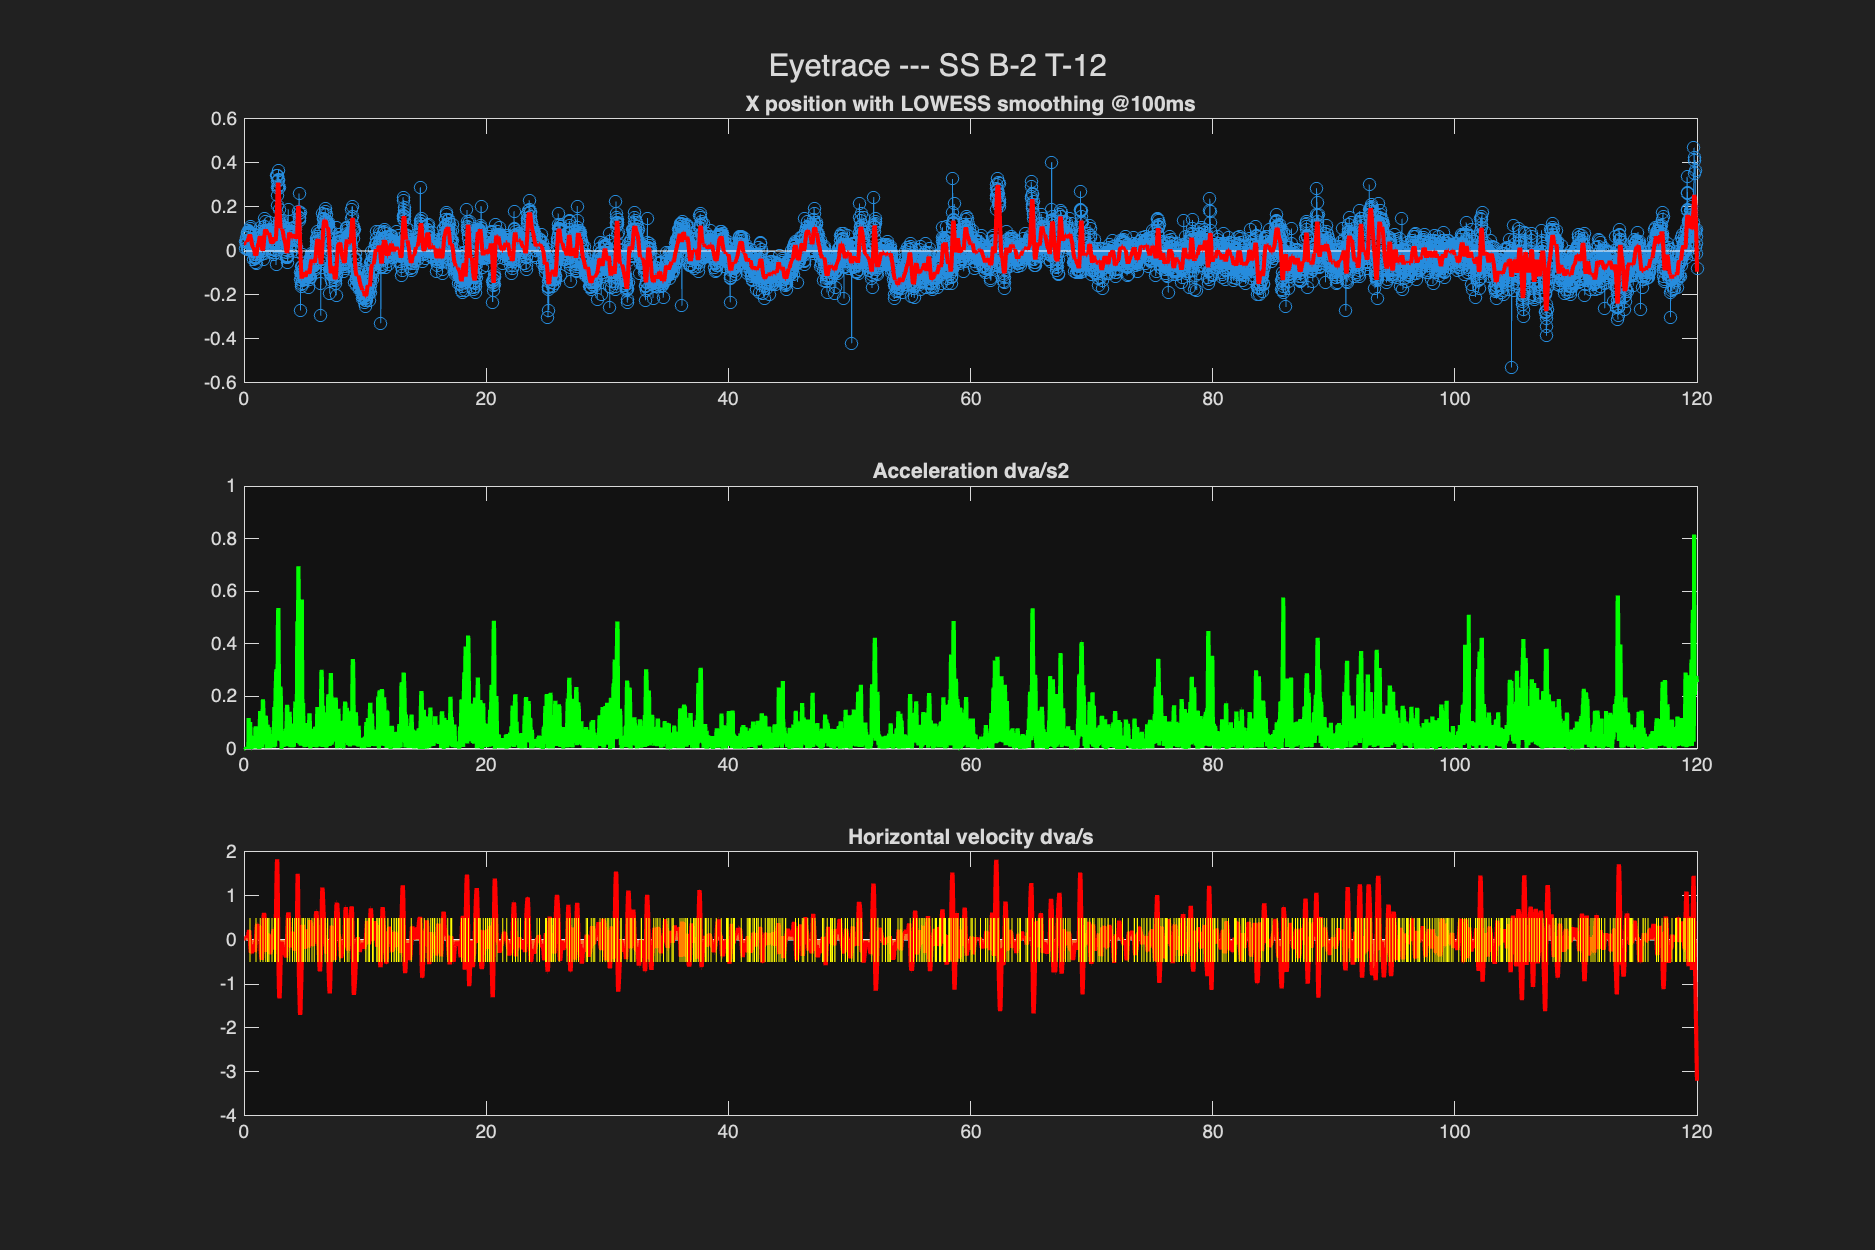 Eyetrace --- SS B-2 T-12
X position with LOWESS smoothing @100ms
0.6
0.4
0.2
0
-0.2
-0.4
-0.6
0 20 40 60 80 100 120
Acceleration dva/s2
1
0.8
0.6
0.4
0.2
0
0 20 40 60 80 100 120
Horizontal velocity dva/s
2
1
0
-1
-2
-3
-4
0 20 40 60 80 100 120